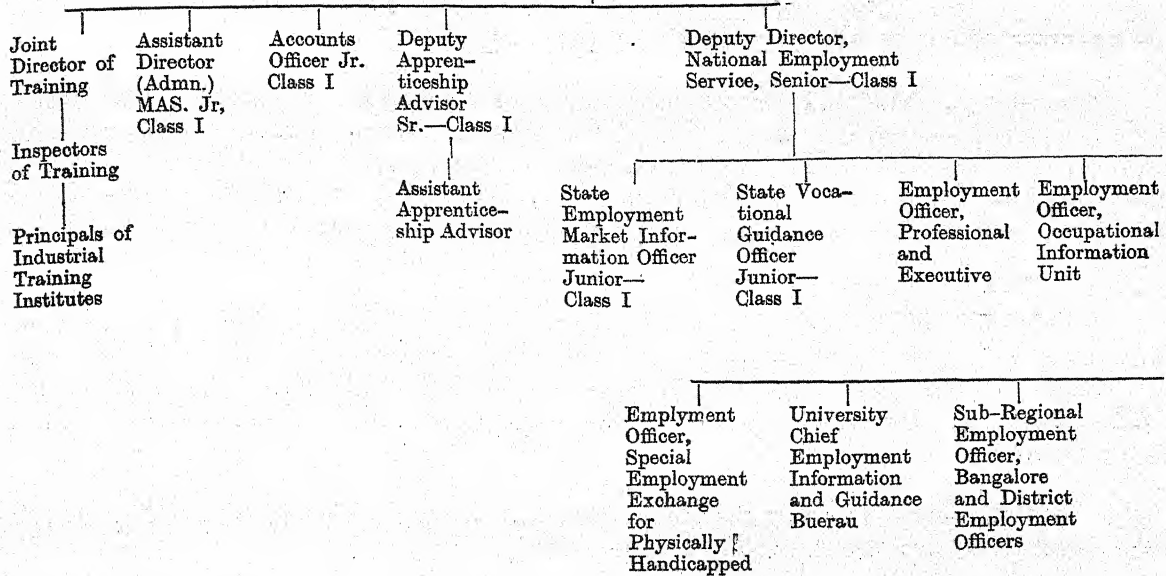 Joint
Director of
Training
Assistant
Director
(Admn.)
MAS. Jr,
Class I
Accounts
Officer Jr.
Class I
Deputy
Appren-
ticeship
Advisor
Sr.—Class I
Deputy Director,
National Employment
Service, Senior—Class I
Inspectors
of Training
Principals of
Industrial
Training
Institutes
Assistant
Apprentice-
ship Advisor
State
Employment
Market Infor-
mation Officer
Junior—
Class I
State Voca-
tional
Guidance
Officer
Junior—
Class I
Employment
Officer,
Professional
and
Executive
Employment
Officer,
Occupational
Information
Unit
Emplyment
Officer,
Special
Employment
Exchange
for
Physically
Handicapped
University
Chief
Employment
Information
and Guidance
Buerau
Sub-Regional
Employment
Officer,
Bangalore
and District
Employment
Officers